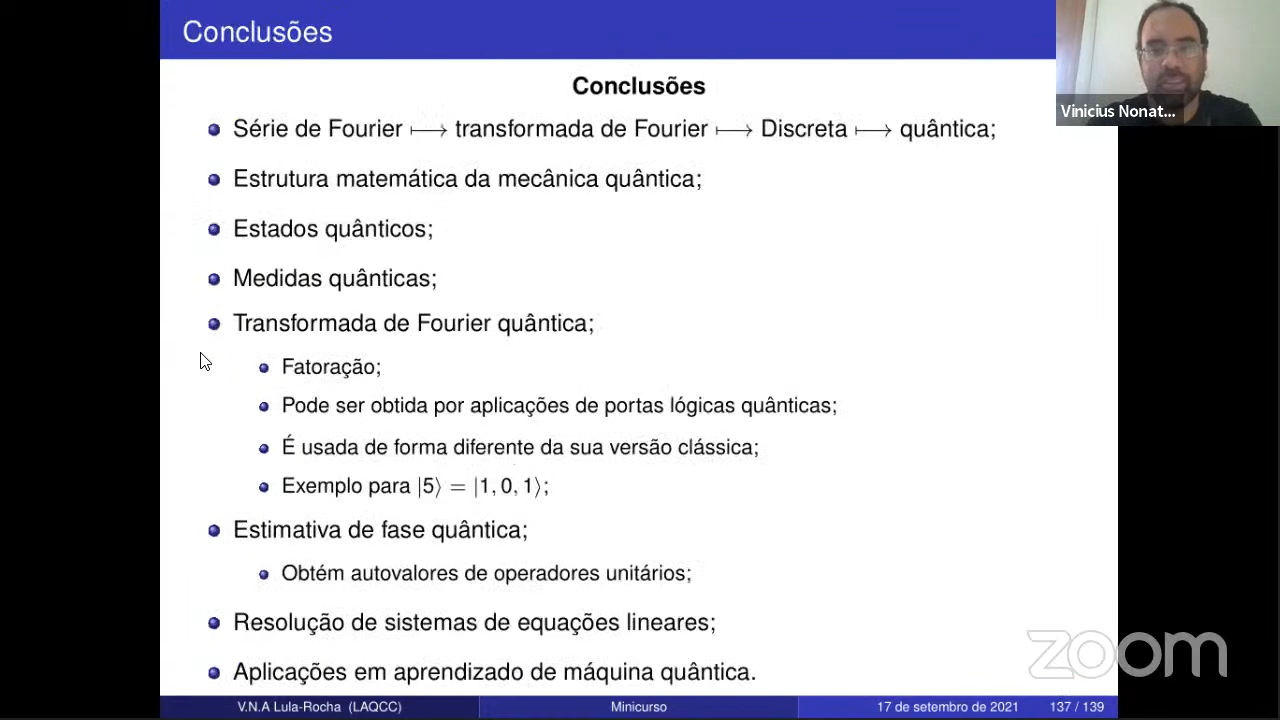 Conclusões
Vinicius Nonat...
Conclusões
Série de Fourier ⟼ transformada de Fourier ⟼ Discreta ⟼ quântica;
Estrutura matemática da mecânica quântica;
Estados quânticos;
Medidas quânticas;
Transformada de Fourier quântica;
Fatoração;
Pode ser obtida por aplicações de portas lógicas quânticas;
É usada de forma diferente da sua versão clássica;
Exemplo para |5⟩ = |1, 0, 1⟩;
Estimativa de fase quântica;
Obtém autovalores de operadores unitários;
Resolução de sistemas de equações lineares;
Aplicações em aprendizado de máquina quântica.
zoom
V.N.A Lula-Rocha (LAQCC) Minicurso 17 de setembro de 2021 137 / 139